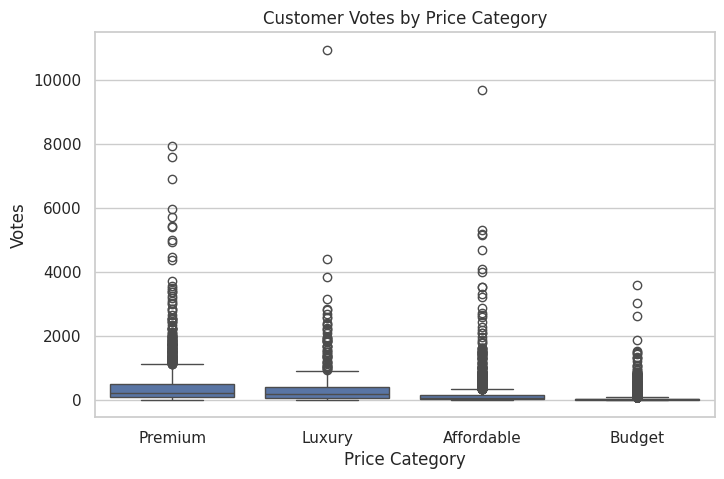 Customer Votes by Price Category
10000
8000
6000
4000
2000
0
Votes
Premium
Luxury
Affordable
Budget
Price Category